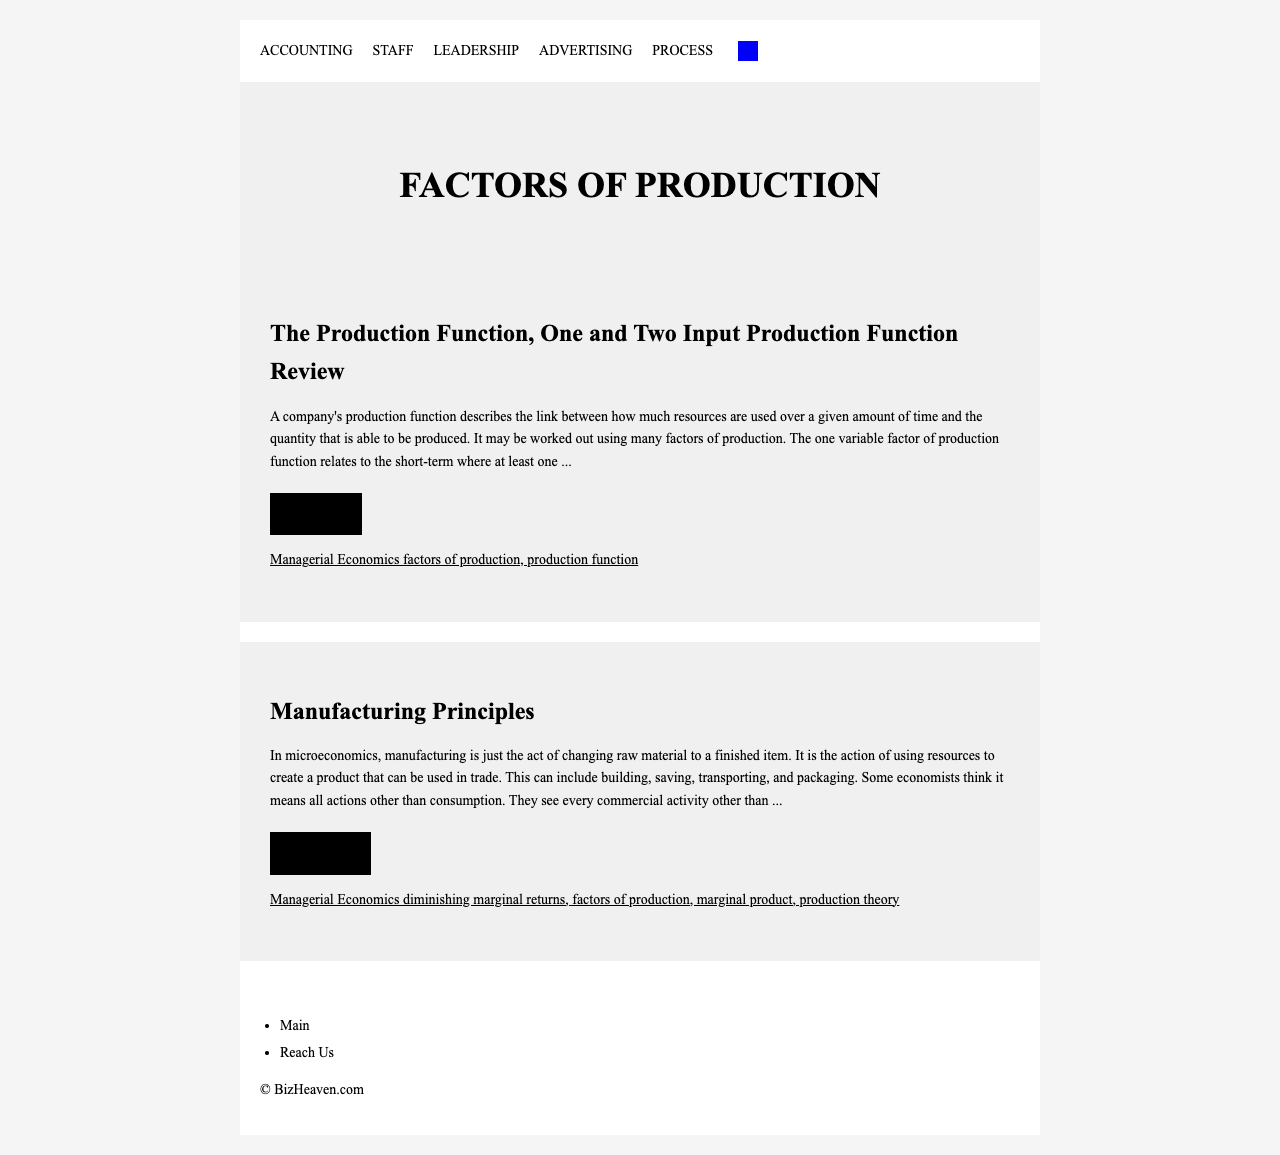 ACCOUNTING STAFF LEADERSHIP ADVERTISING PROCESS
FACTORS OF PRODUCTION
The Production Function, One and Two Input Production Function
Review
A company's production function describes the link between how much resources are used over a given amount of time and the
quantity that is able to be produced. It may be worked out using many factors of production. The one variable factor of production
function relates to the short-term where at least one ...
Managerial Economics factors of production, production function
Manufacturing Principles
In microeconomics, manufacturing is just the act of changing raw material to a finished item. It is the action of using resources to
create a product that can be used in trade. This can include building, saving, transporting, and packaging. Some economists think it
means all actions other than consumption. They see every commercial activity other than ...
Managerial Economics diminishing marginal returns, factors of production, marginal product, production theory
• Main
• Reach Us
© BizHeaven.com